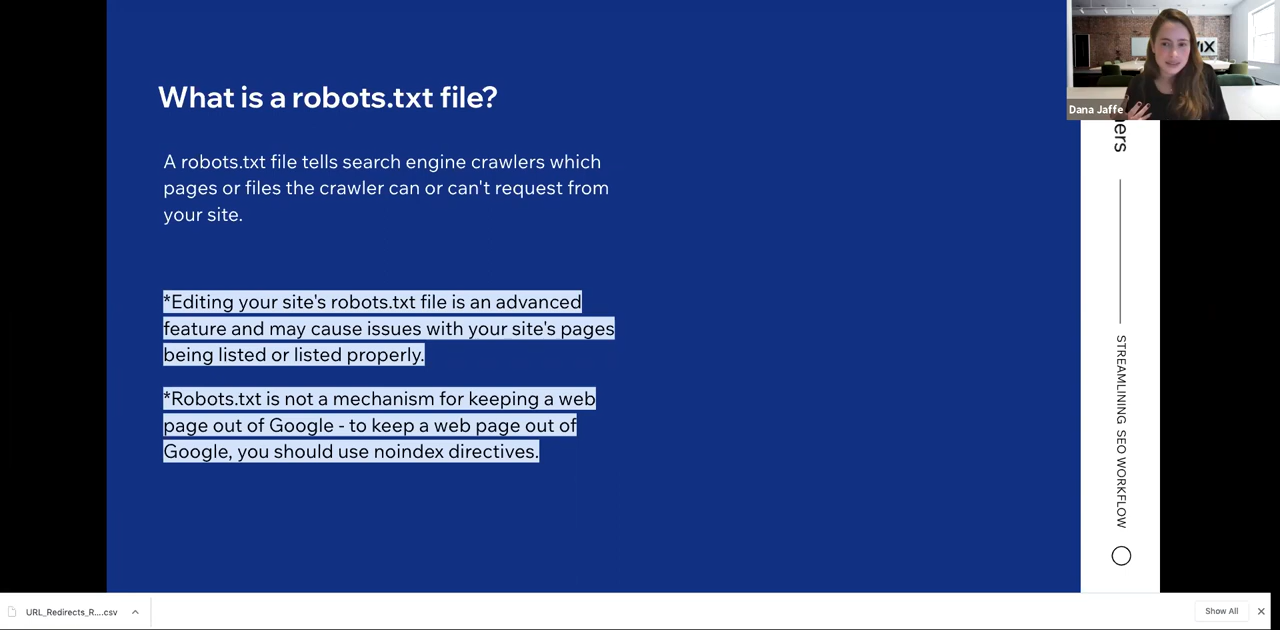 What is a robots.txt file?
A robots.txt file tells search engine crawlers which
pages or files the crawler can or can't request from
your site.
*Editing your site's robots.txt file is an advanced
feature and may cause issues with your site's pages
being listed or listed properly.
*Robots.txt is not a mechanism for keeping a web
page out of Google - to keep a web page out of
Google, you should use noindex directives.
Dana Jaffe
STREAMLINING SEO WORKFLOW
URL_Redirects_R....csv
Show All